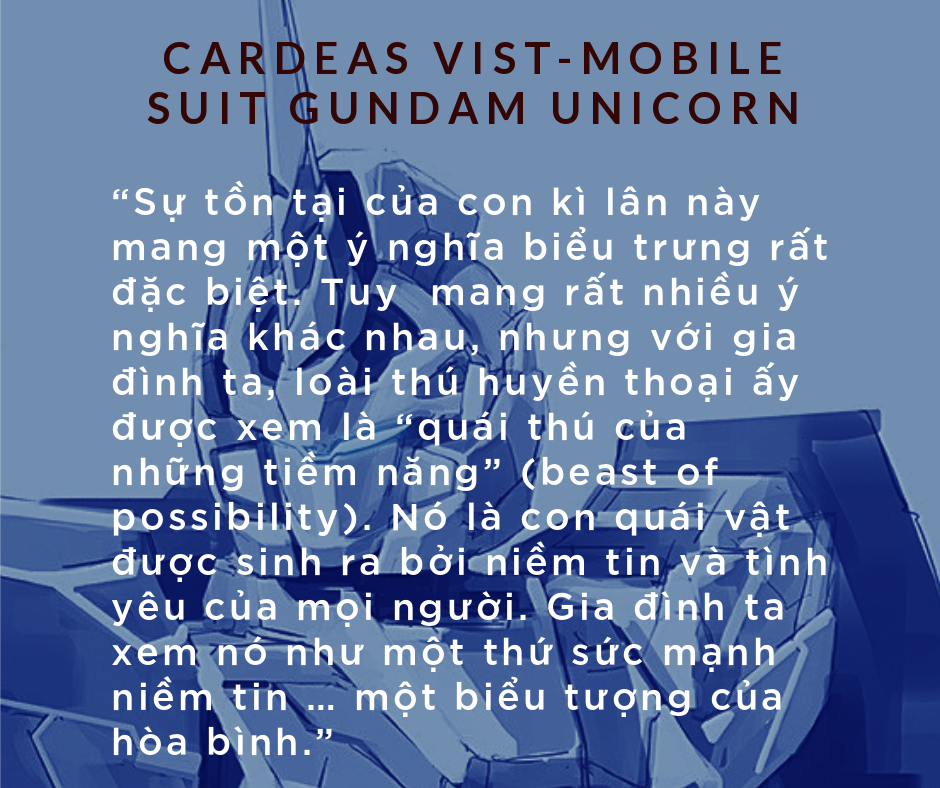 CARDEAS VIST-MOBILE
SUIT GUNDAM UNICORN
“Sự tồn tại của con kì lân này
mang một ý nghĩa biểu trưng rất
đặc biệt. Tuy  mang rất nhiều ý
nghĩa khác nhau, nhưng với gia
đình ta, loài thú huyền thoại ấy
được xem là “quái thú của
những tiềm năng” (beast of
possibility). Nó là con quái vật
được sinh ra bởi niềm tin và tình
yêu của mọi người. Gia đình ta
xem nó như một thứ sức mạnh
niềm tin ... một biểu tượng của
hòa bình.”